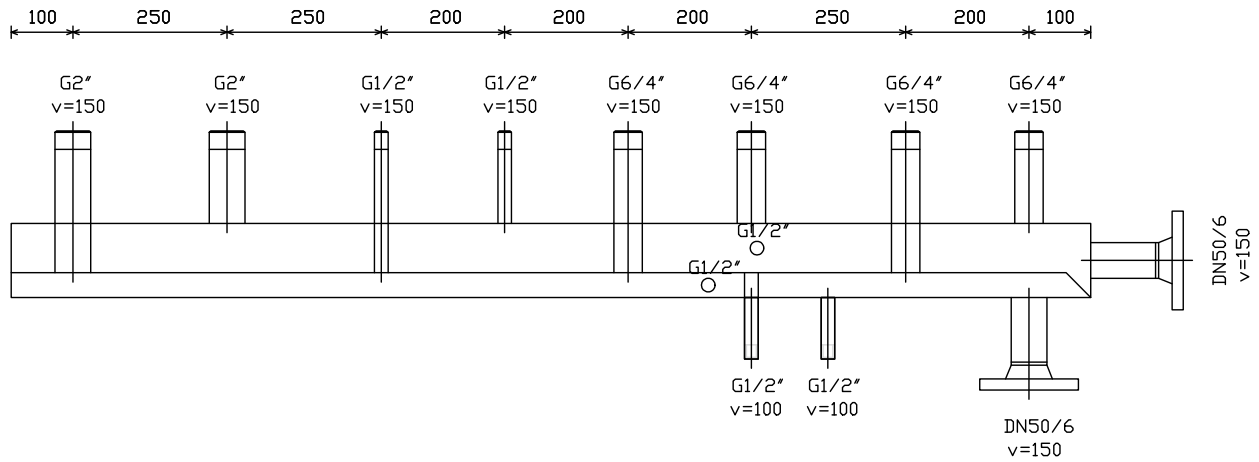 100 250 250 200 200 200 250 200 100
G2" G2" G1/2" G1/2" G6/4" G6/4" G6/4" G6/4"
v=150 v=150 v=150 v=150 v=150 v=150 v=150 v=150
G1/2"
G1/2"
DN50/6
v=150
G1/2" G1/2"
v=100 v=100
DN50/6
v=150